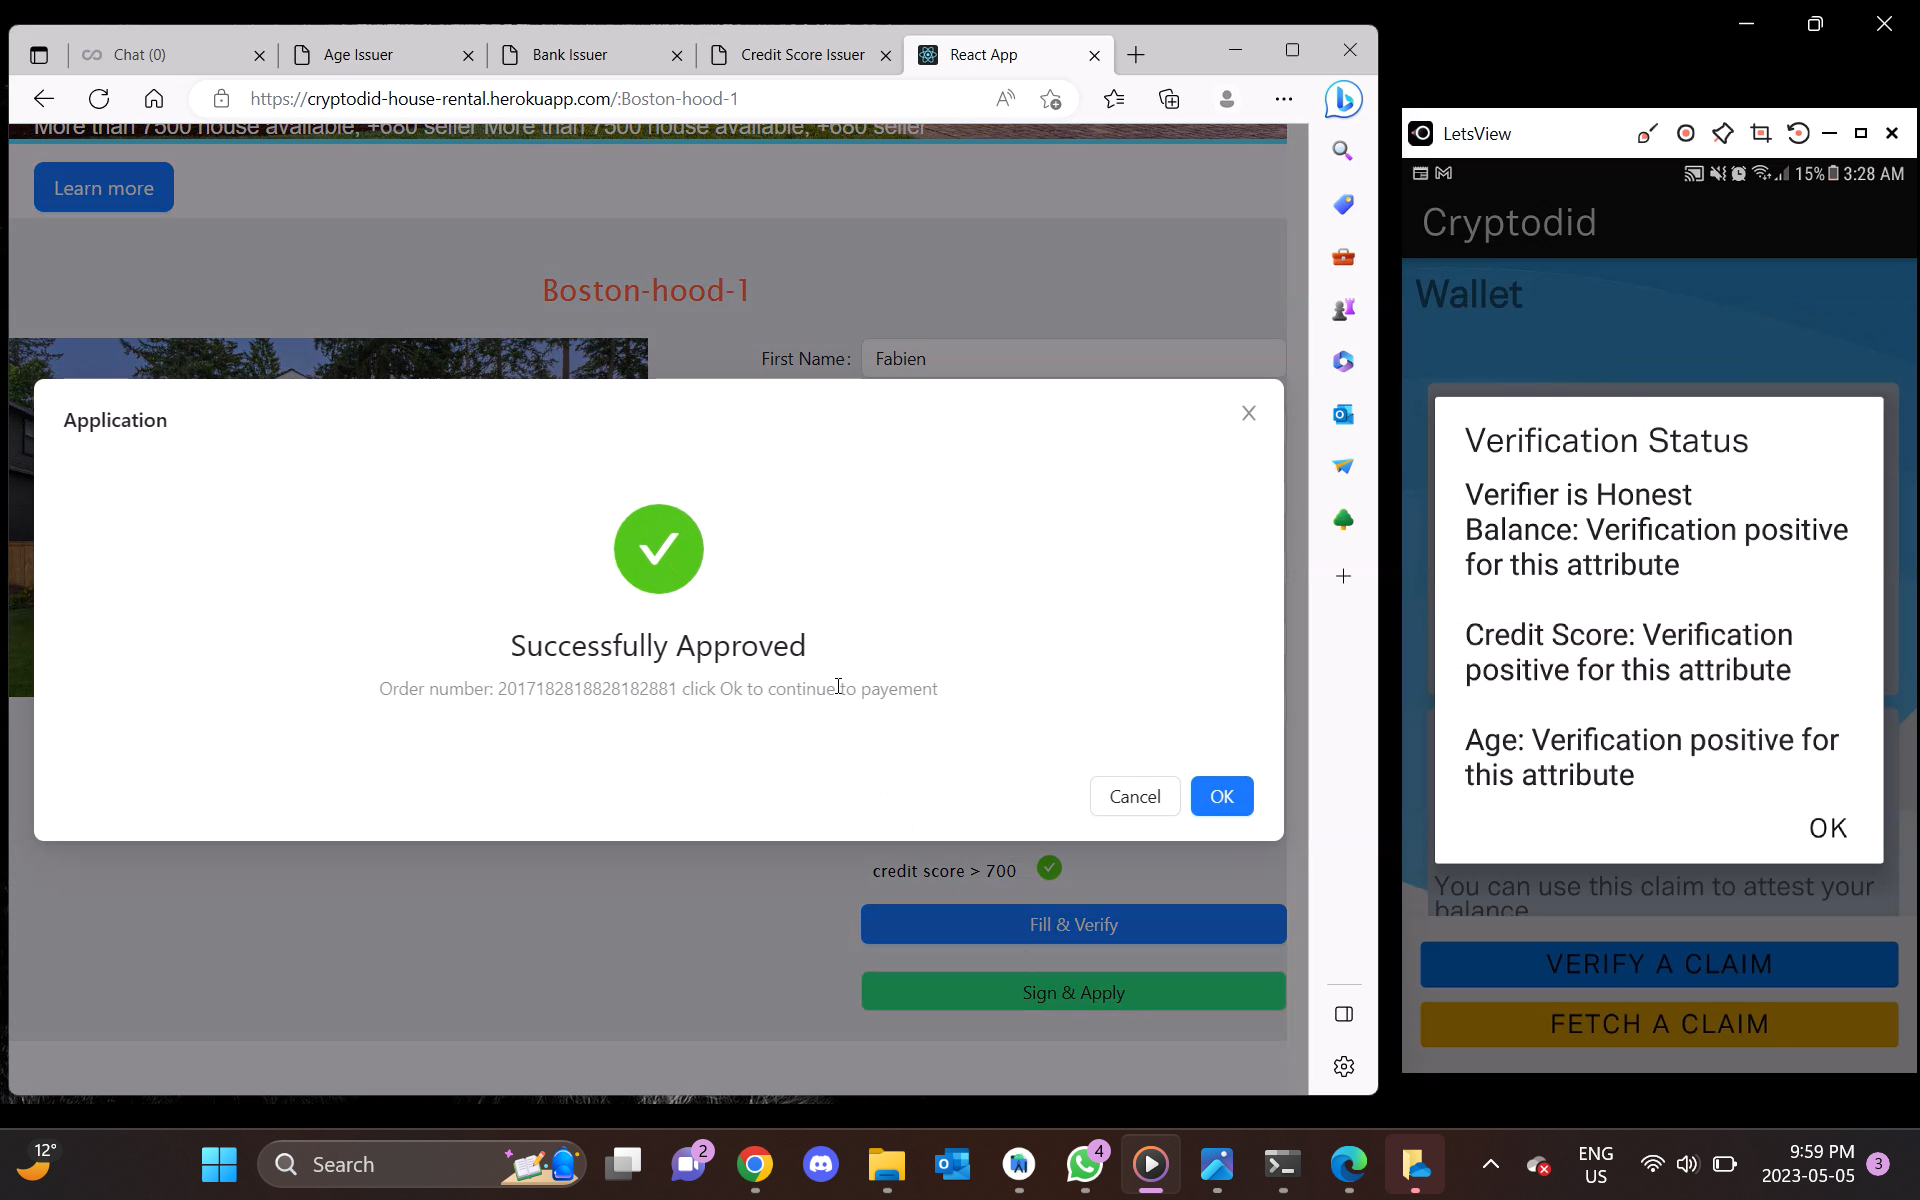 Chat (0)
Age Issuer
Bank Issuer
Credit Score Issuer
React App
https://cryptodid-house-rental.herokuapp.com/:Boston-hood-1
More than 7500 house available, +680 seller More than 7500 house available, +680 seller
Learn more
Boston-hood-1
First Name:
Fabien
Application
Successfully Approved
Order number: 2017182818828182881 click Ok to continue to payement
Cancel
OK
credit score > 700
Fill & Verify
Sign & Apply
LetsView
15% 3:28 AM
Cryptodid
Wallet
Verification Status
Verifier is Honest
Balance: Verification positive
for this attribute
Credit Score: Verification
positive for this attribute
Age: Verification positive for
this attribute
OK
You can use this claim to attest your
balance
VERIFY A CLAIM
FETCH A CLAIM
12°
Search
2
4
ENG
US
9:59 PM
2023-05-05
3